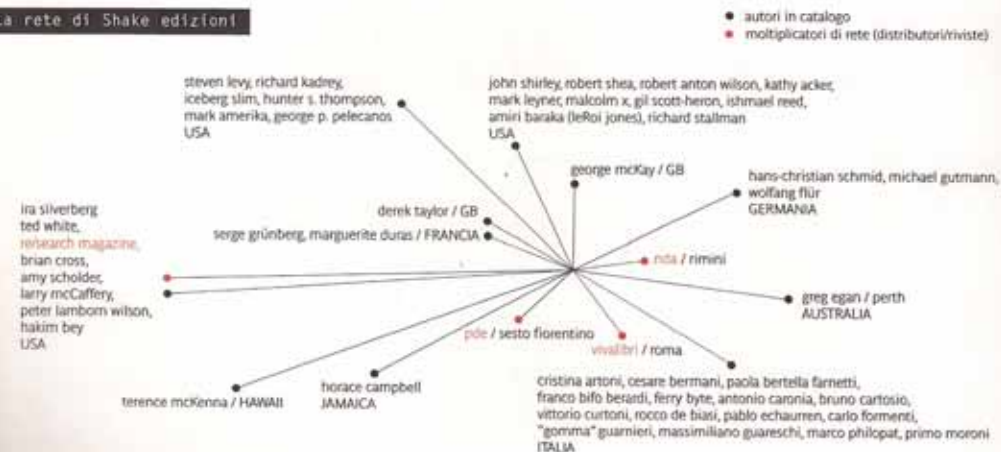 la rete di Shake edizioni
autori in catalogo
moltiplicatori di rete (distributori/riviste)
steven levy, richard kadrey,
iceberg slim, hunter s. thompson,
mark amerika, george p. pelecanos
USA
john shirley, robert shea, robert anton wilson, kathy acker,
mark leyner, malcolm x, gil scott-heron, ishmael reed,
amiri baraka (leRoi jones), richard stallman
USA
george mcKay / GB
hans-christian schmid, michael gutmann,
wolfang flür
GERMANIA
derek taylor / GB
serge grünberg, marguerite duras / FRANCIA
ira silverberg
ted white,
re/search magazine,
brian cross,
amy scholder,
larry mcCaffery,
peter lamborn wilson,
hakim bey
USA
nda / rimini
greg egan / perth
AUSTRALIA
pde / sesto fiorentino
vivalibri / roma
terence mcKenna / HAWAII
horace campbell
JAMAICA
cristina artoni, cesare bermani, paola bertella farnetti,
franco bifo berardi, ferry byte, antonio caronia, bruno cartosio,
vittorio curtoni, rocco de biasi, pablo echaurren, carlo formenti,
"gomma" guarnieri, massimiliano guareschi, marco philopat, primo moroni
ITALIA